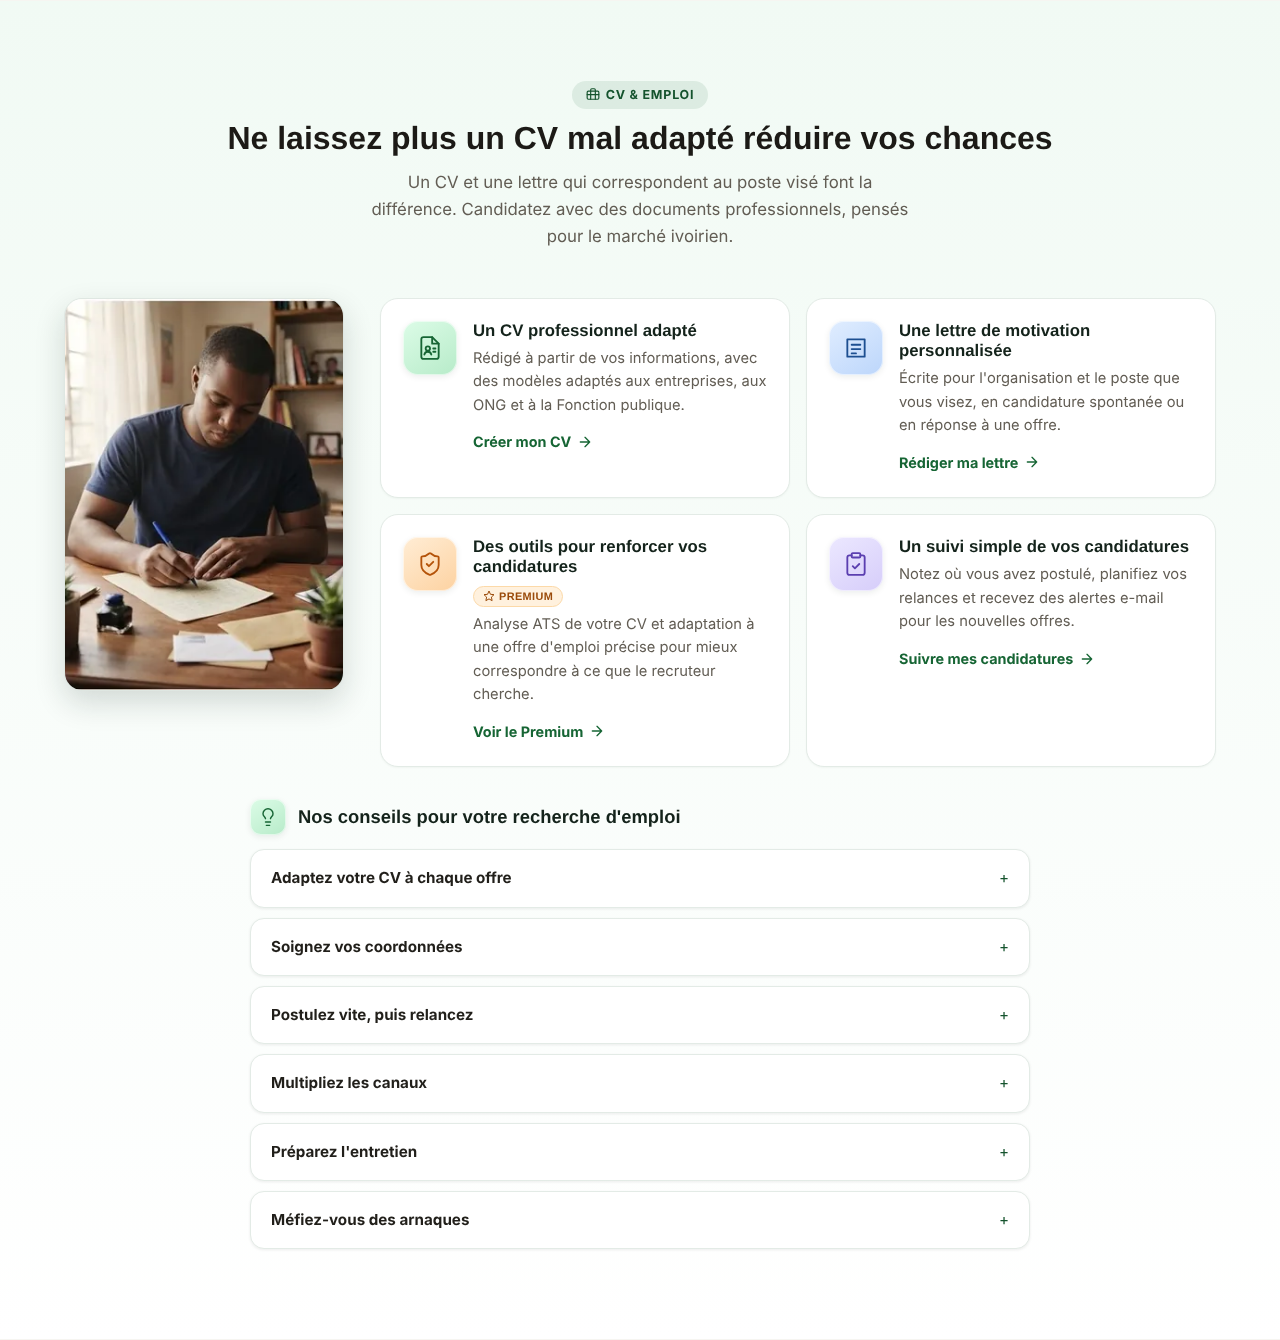 CV & EMPLOI
Ne laissez plus un CV mal adapté réduire vos chances
Un CV et une lettre qui correspondent au poste visé font la
différence. Candidatez avec des documents professionnels, pensés
pour le marché ivoirien.
Un CV professionnel adapté
Rédigé à partir de vos informations, avec
des modèles adaptés aux entreprises, aux
ONG et à la Fonction publique.
Créer mon CV →
Une lettre de motivation
personnalisée
Écrite pour l'organisation et le poste que
vous visez, en candidature spontanée ou
en réponse à une offre.
Rédiger ma lettre →
Des outils pour renforcer vos
candidatures
PREMIUM
Analyse ATS de votre CV et adaptation à
une offre d'emploi précise pour mieux
correspondre à ce que le recruteur
cherche.
Voir le Premium →
Un suivi simple de vos candidatures
Notez où vous avez postulé, planifiez vos
relances et recevez des alertes e-mail
pour les nouvelles offres.
Suivre mes candidatures →
Nos conseils pour votre recherche d'emploi
Adaptez votre CV à chaque offre +
Soignez vos coordonnées +
Postulez vite, puis relancez +
Multipliez les canaux +
Préparez l'entretien +
Méfiez-vous des arnaques +